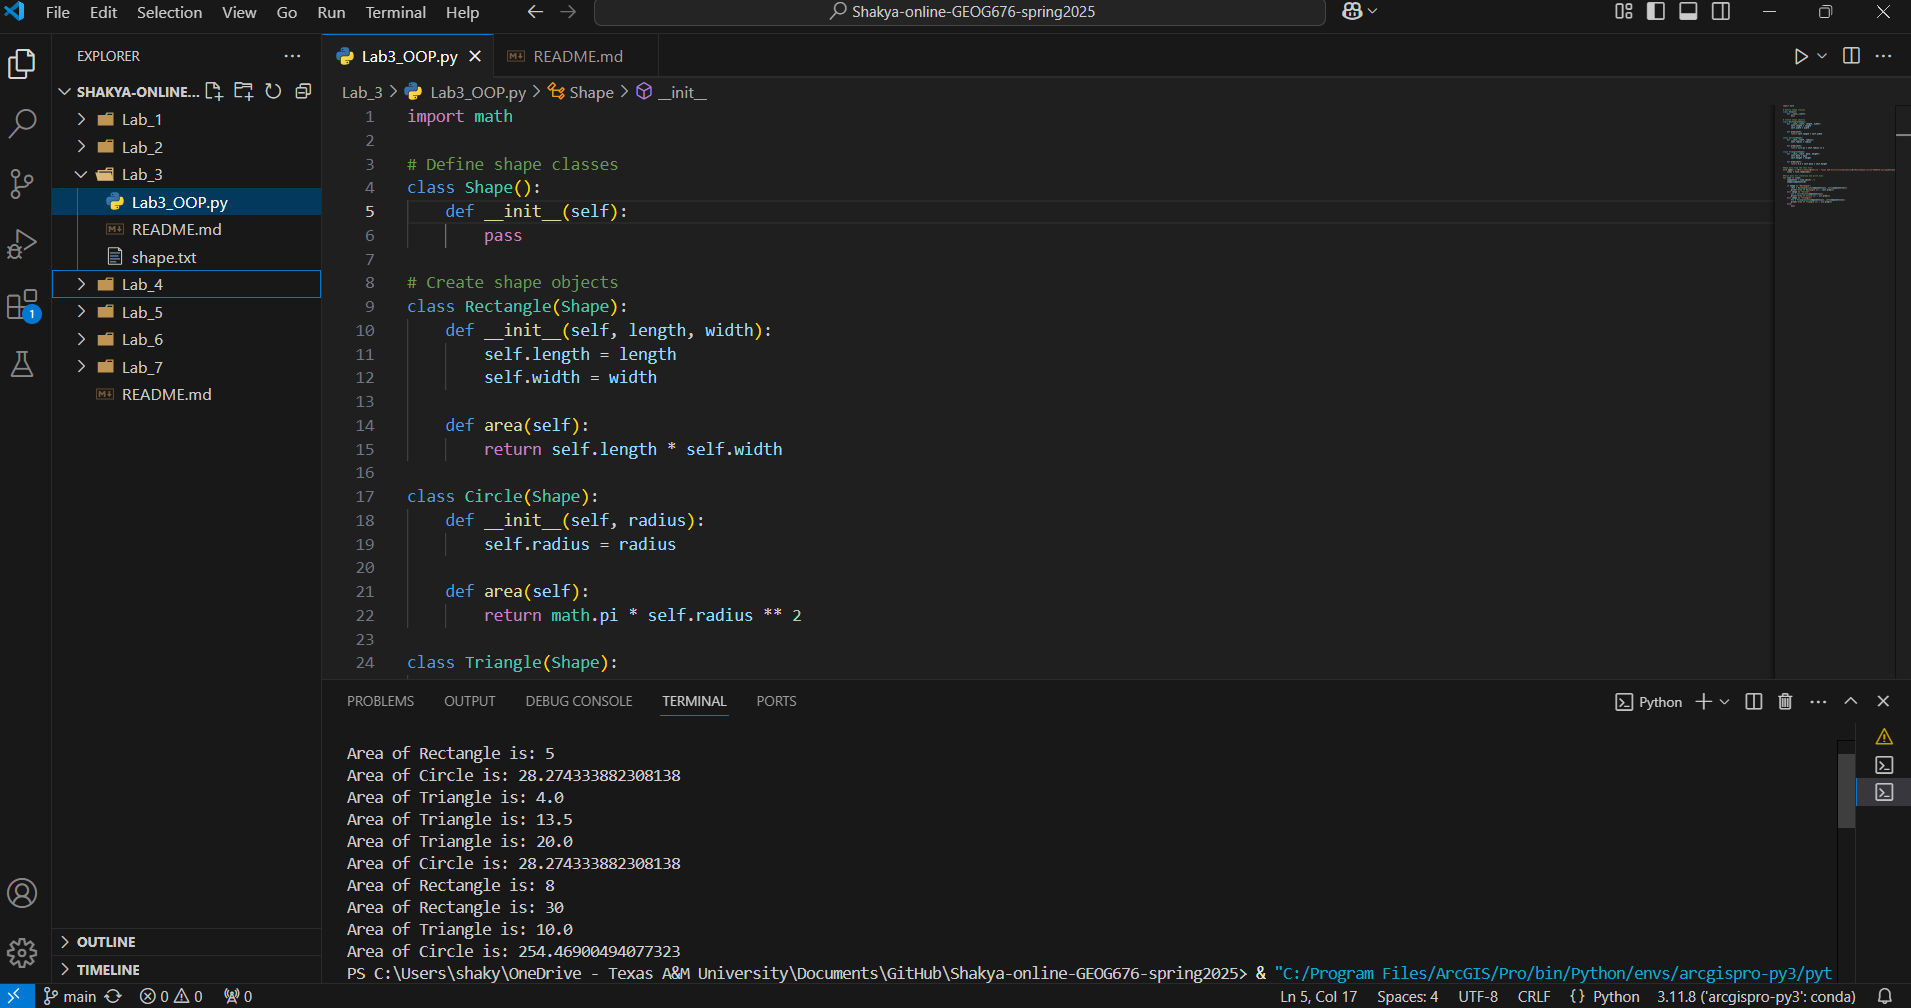 File Edit Selection View Go Run Terminal Help
Shakya-online-GEOG676-spring2025
EXPLORER
SHAKYA-ONLINE...
Lab_1
Lab_2
Lab_3
Lab3_OOP.py
README.md
shape.txt
Lab_4
Lab_5
Lab_6
Lab_7
README.md
OUTLINE
TIMELINE
1
Lab3_OOP.py README.md
Lab_3 > Lab3_OOP.py > Shape > __init__
1 import math
2
3 # Define shape classes
4 class Shape():
5 def __init__(self):
6 pass
7
8 # Create shape objects
9 class Rectangle(Shape):
10 def __init__(self, length, width):
11 self.length = length
12 self.width = width
13
14 def area(self):
15 return self.length * self.width
16
17 class Circle(Shape):
18 def __init__(self, radius):
19 self.radius = radius
20
21 def area(self):
22 return math.pi * self.radius ** 2
23
24 class Triangle(Shape):
PROBLEMS OUTPUT DEBUG CONSOLE TERMINAL PORTS
Python
Area of Rectangle is: 5
Area of Circle is: 28.274333882308138
Area of Triangle is: 4.0
Area of Triangle is: 13.5
Area of Triangle is: 20.0
Area of Circle is: 28.274333882308138
Area of Rectangle is: 8
Area of Rectangle is: 30
Area of Triangle is: 10.0
Area of Circle is: 254.46900494077323
PS C:\Users\shaky\OneDrive - Texas A&M University\Documents\GitHub\Shakya-online-GEOG676-spring2025> & "C:/Program Files/ArcGIS/Pro/bin/Python/envs/arcgispro-py3/pyt
main 0 0 0 Ln 5, Col 17 Spaces: 4 UTF-8 CRLF {} Python 3.11.8 ('arcgispro-py3': conda)